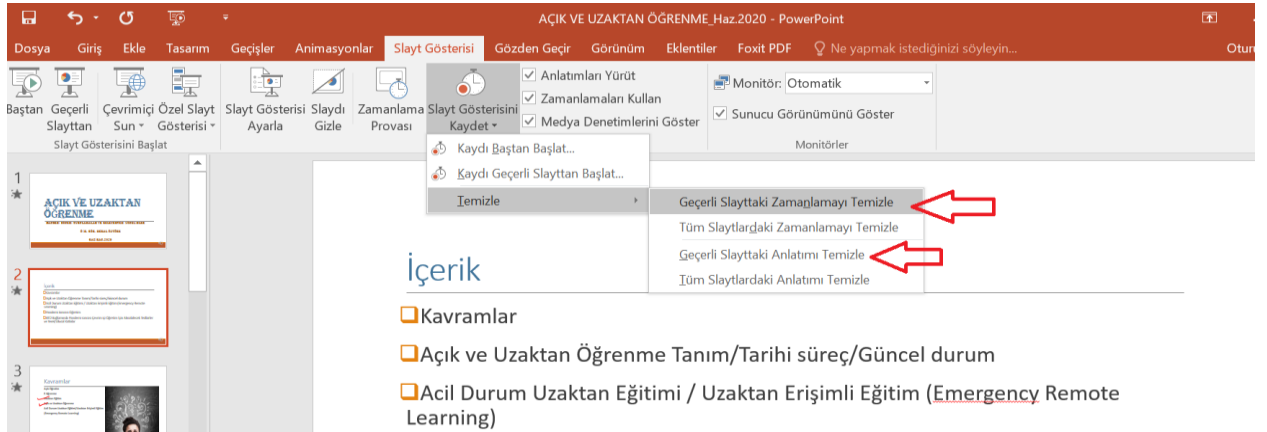 AÇIK VE UZAKTAN ÖĞRENME_Haz.2020 - PowerPoint
Dosya Giriş Ekle Tasarım Geçişler Animasyonlar Slayt Gösterisi Gözden Geçir Görünüm Eklentiler Foxit PDF Ne yapmak istediğinizi söyleyin... Otur
Baştan Geçerli Slayttan Çevrimiçi Sun Özel Slayt Gösterisi Slayt Gösterisi Ayarla Slaydı Gizle Zamanlama Provası Slayt Gösterisini Kaydet
Anlatımları Yürüt
Zamanlamaları Kullan
Medya Denetimlerini Göster
Monitör: Otomatik
Sunucu Görünümünü Göster
Slayt Gösterisini Başlat
Monitörler
Kaydı Baştan Başlat...
Kaydı Geçerli Slayttan Başlat...
Temizle
Geçerli Slayttaki Zamanlamayı Temizle
Tüm Slaytlardaki Zamanlamayı Temizle
Geçerli Slayttaki Anlatımı Temizle
Tüm Slaytlardaki Anlatımı Temizle
1
AÇIK VE UZAKTAN
ÖĞRENME
2
İçerik
3
Kavramlar
İçerik
Kavramlar
Açık ve Uzaktan Öğrenme Tanım/Tarihi süreç/Güncel durum
Acil Durum Uzaktan Eğitimi / Uzaktan Erişimli Eğitim (Emergency Remote
Learning)